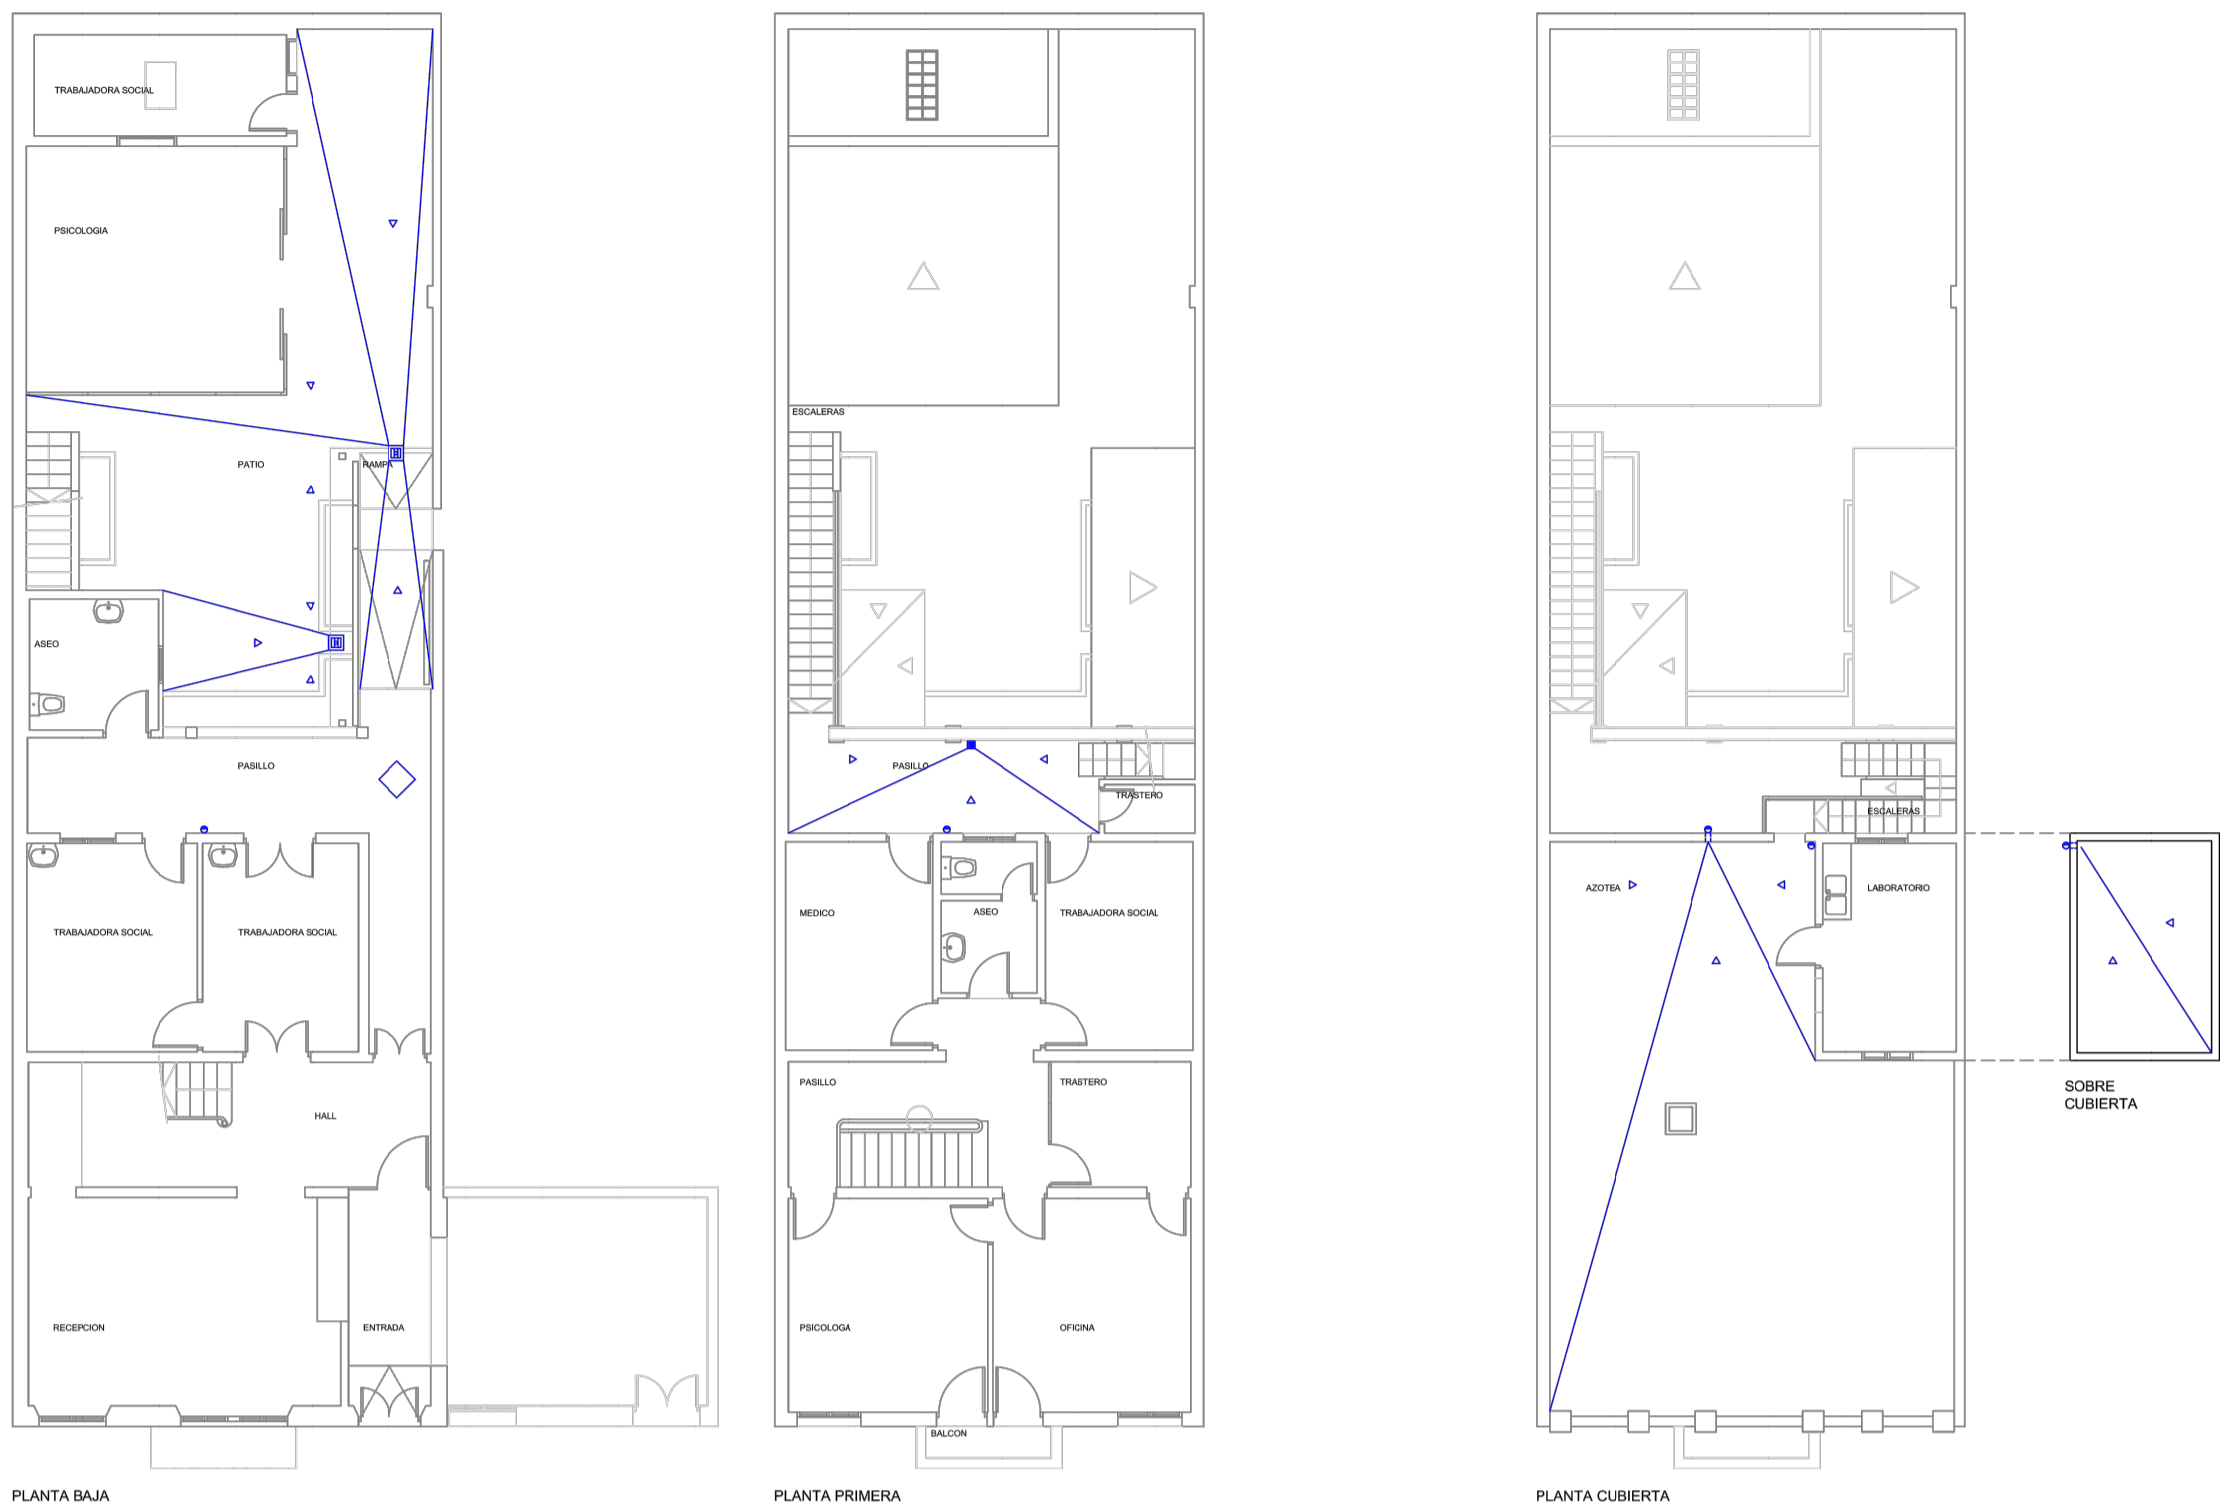 TRABAJADORA SOCIAL
PSICOLOGIA
PATIO
RAMPA
ASEO
PASILLO
TRABAJADORA SOCIAL
TRABAJADORA SOCIAL
HALL
RECEPCION
ENTRADA
PLANTA BAJA
ESCALERAS
PASILLO
TRASTERO
MEDICO
ASEO
TRABAJADORA SOCIAL
PASILLO
TRASTERO
PSICOLOGA
OFICINA
BALCON
PLANTA PRIMERA
ESCALERAS
AZOTEA
LABORATORIO
SOBRE
CUBIERTA
PLANTA CUBIERTA